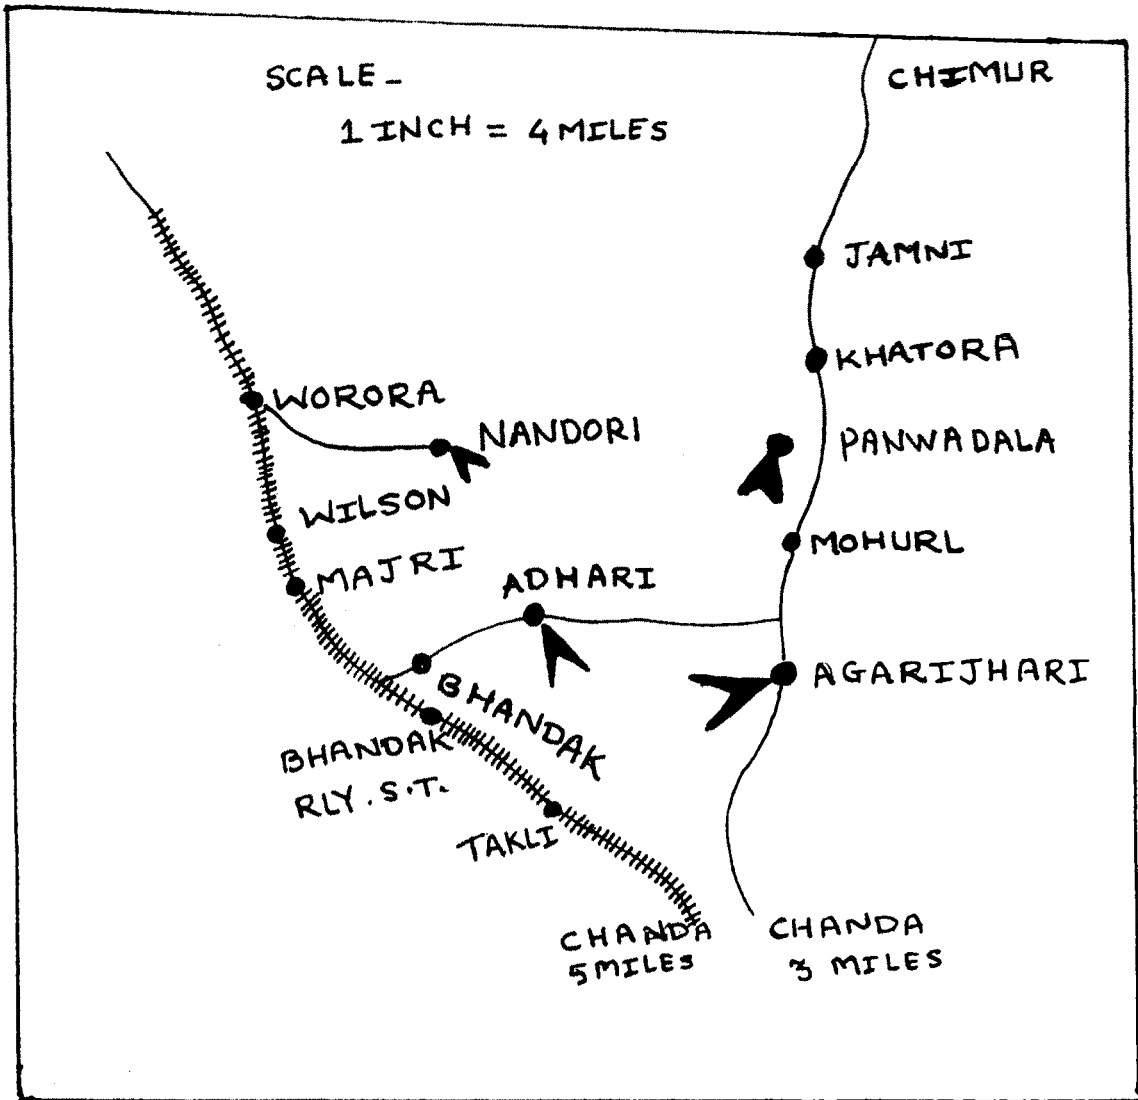 SCALE -
1 INCH = 4 MILES
CHIMUR
JAMNI
KHATORA
WORORA
NANDORI
PANWADALA
WILSON
MOHURL
MAJRI
ADHARI
AGARIJHARI
BHANDAK
BHANDAK
RLY. S.T.
TAKLI
CHANDA
5 MILES
CHANDA
3 MILES